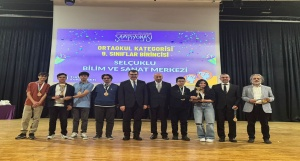 ORTAOKUL KATEGORİSİ
8. SINIFLAR BİRİNCİSİ
SELÇUKLU
BİLİM VE SANAT MERKEZİ